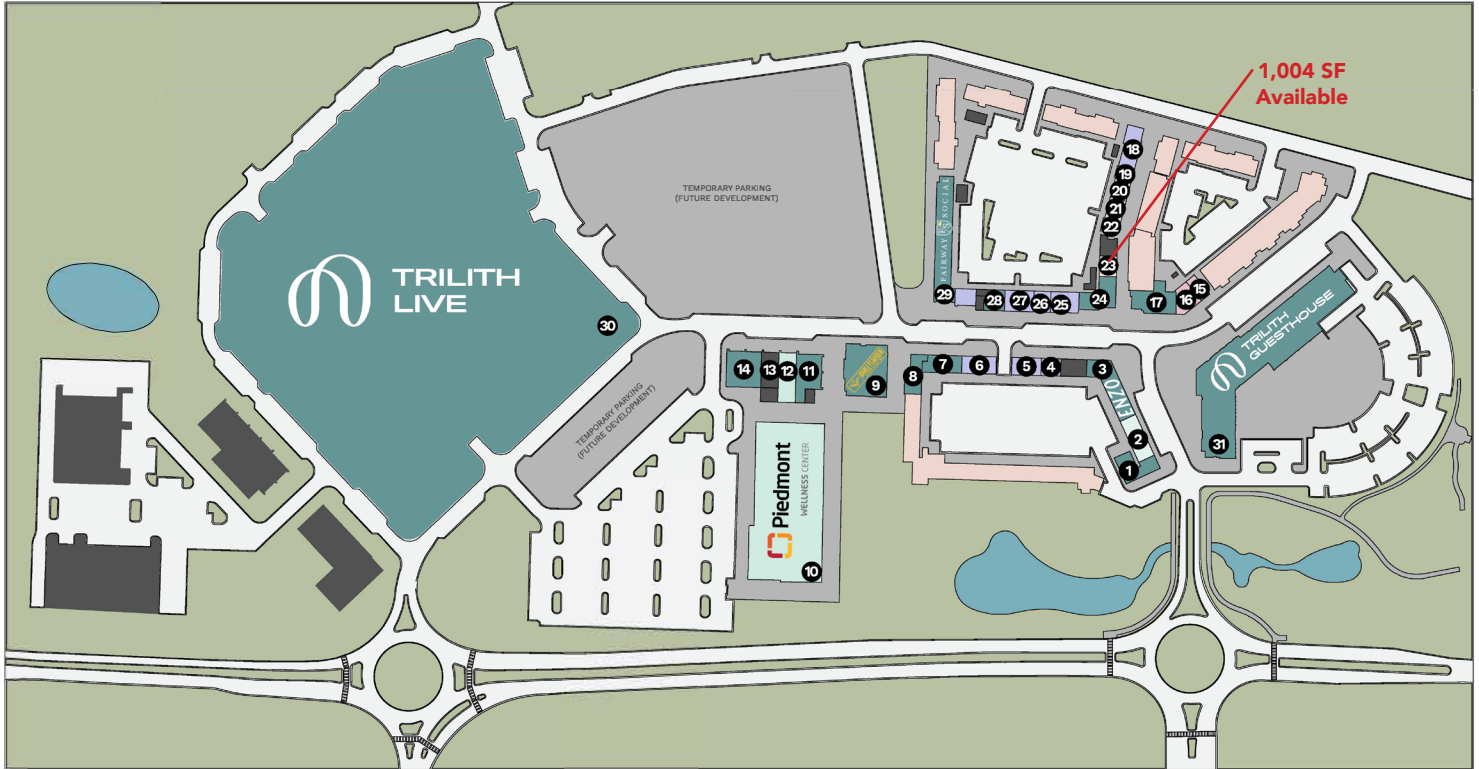 1,004 SF
Available
TEMPORARY PARKING
(FUTURE DEVELOPMENT)
TRILITH
LIVE
30
FAIRWAY SOCIAL
18
19
20
21
22
23
29
28
27
26
25
24
17
16
15
TRILITH
GUESTHOUSE
31
14
13
12
11
9
8
7
6
5
4
3
ENZO
2
1
TEMPORARY PARKING
(FUTURE DEVELOPMENT)
Piedmont
WELLNESS CENTER
10